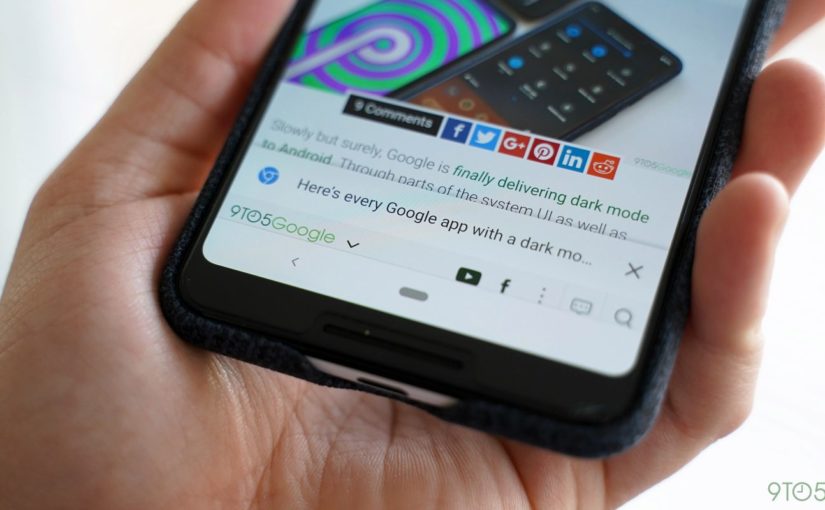 9 Comments
9TO5Google
Slowly but surely, Google is finally delivering dark mode
to Android. Through parts of the system UI as well as
Here's every Google app with a dark mo...
9TO5Google
9TO5